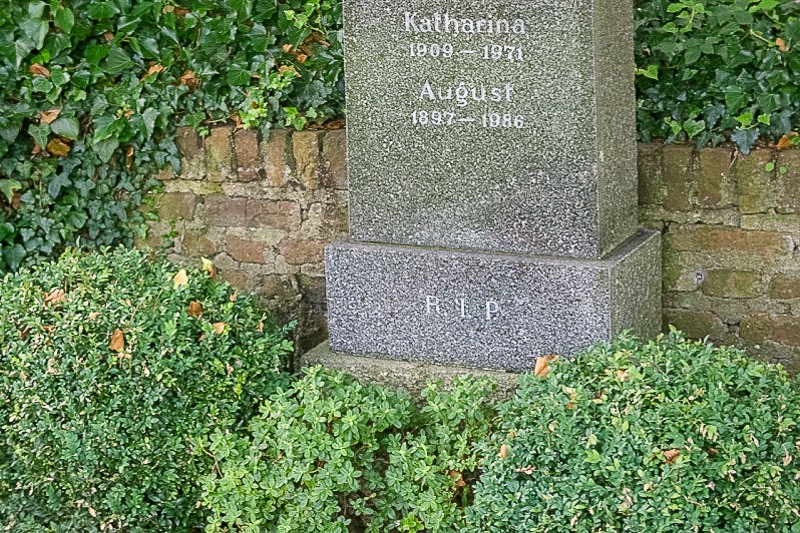 Katharina
1909 – 1971
August
1897 – 1986
R I P